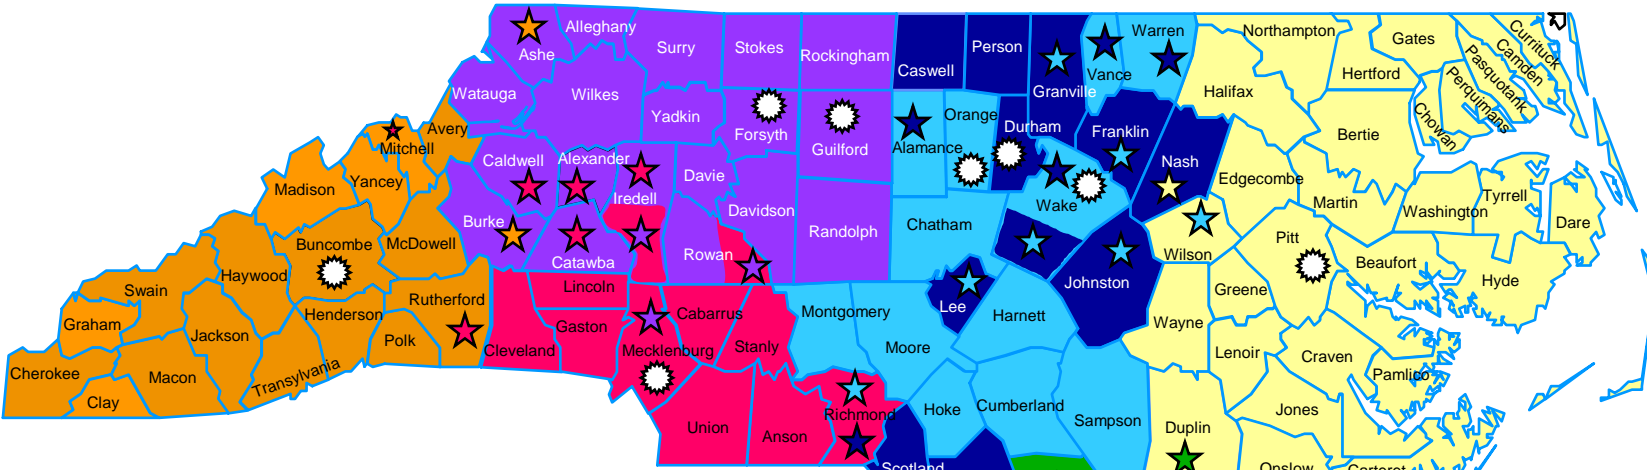 Alleghany
Ashe
Surry
Stokes
Rockingham
Caswell
Person
Granville
Vance
Warren
Northampton
Gates
Currituck
Camden
Pasquotank
Perquimans
Chowan
Hertford
Halifax
Bertie
Watauga
Wilkes
Yadkin
Forsyth
Guilford
Alamance
Orange
Durham
Franklin
Nash
Edgecombe
Martin
Washington
Tyrrell
Dare
Avery
Mitchell
Yancey
Madison
Caldwell
Alexander
Iredell
Davie
Davidson
Randolph
Chatham
Wake
Wilson
Pitt
Beaufort
Hyde
Burke
McDowell
Buncombe
Haywood
Swain
Graham
Cherokee
Clay
Macon
Jackson
Transylvania
Henderson
Polk
Rutherford
Catawba
Rowan
Lincoln
Gaston
Cleveland
Mecklenburg
Cabarrus
Stanly
Montgomery
Moore
Lee
Harnett
Johnston
Wayne
Greene
Lenoir
Craven
Pamlico
Jones
Union
Anson
Richmond
Hoke
Cumberland
Sampson
Duplin
Scotland
Onslow
Carteret